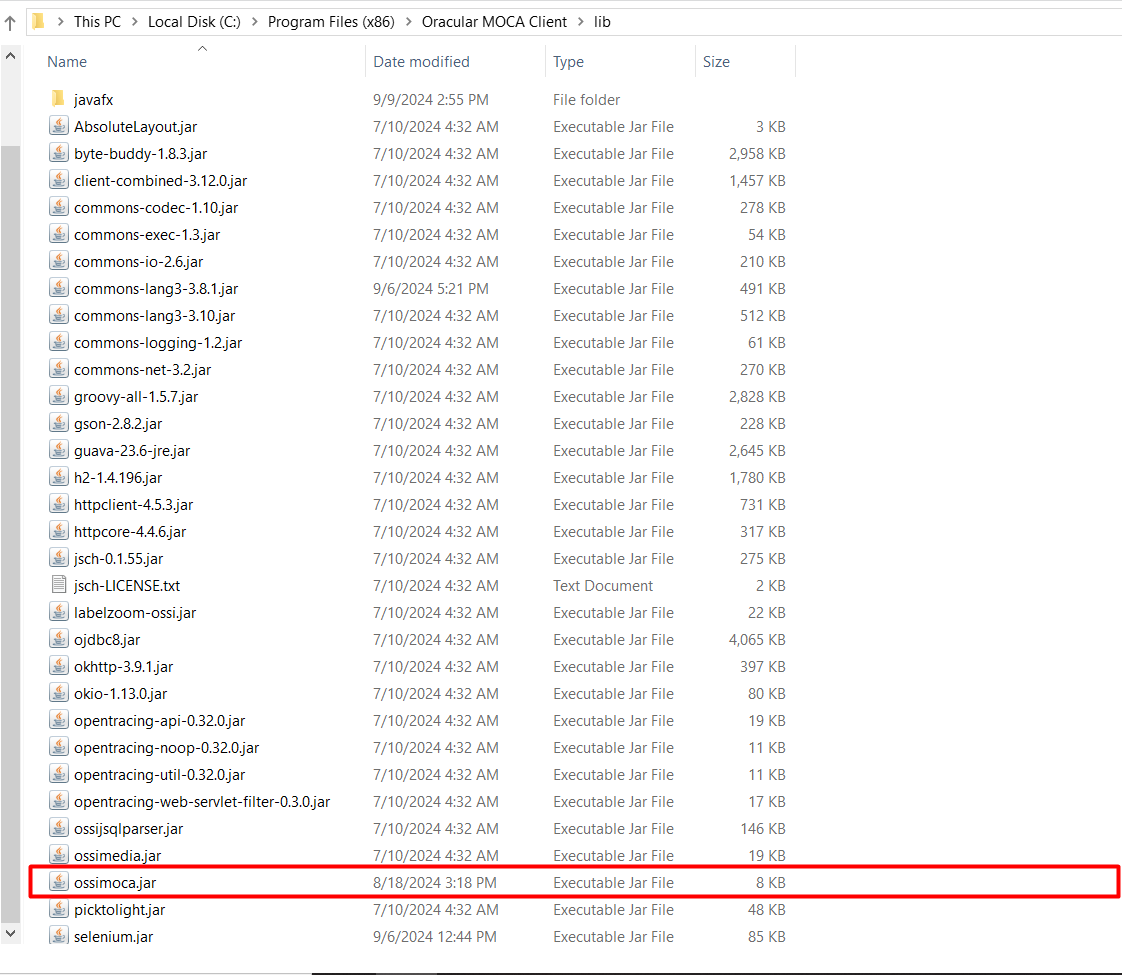 This PC > Local Disk (C:) > Program Files (x86) > Oracular MOCA Client > lib
Name Date modified Type Size
javafx 9/9/2024 2:55 PM File folder
AbsoluteLayout.jar 7/10/2024 4:32 AM Executable Jar File 3 KB
byte-buddy-1.8.3.jar 7/10/2024 4:32 AM Executable Jar File 2,958 KB
client-combined-3.12.0.jar 7/10/2024 4:32 AM Executable Jar File 1,457 KB
commons-codec-1.10.jar 7/10/2024 4:32 AM Executable Jar File 278 KB
commons-exec-1.3.jar 7/10/2024 4:32 AM Executable Jar File 54 KB
commons-io-2.6.jar 7/10/2024 4:32 AM Executable Jar File 210 KB
commons-lang3-3.8.1.jar 9/6/2024 5:21 PM Executable Jar File 491 KB
commons-lang3-3.10.jar 7/10/2024 4:32 AM Executable Jar File 512 KB
commons-logging-1.2.jar 7/10/2024 4:32 AM Executable Jar File 61 KB
commons-net-3.2.jar 7/10/2024 4:32 AM Executable Jar File 270 KB
groovy-all-1.5.7.jar 7/10/2024 4:32 AM Executable Jar File 2,828 KB
gson-2.8.2.jar 7/10/2024 4:32 AM Executable Jar File 228 KB
guava-23.6-jre.jar 7/10/2024 4:32 AM Executable Jar File 2,645 KB
h2-1.4.196.jar 7/10/2024 4:32 AM Executable Jar File 1,780 KB
httpclient-4.5.3.jar 7/10/2024 4:32 AM Executable Jar File 731 KB
httpcore-4.4.6.jar 7/10/2024 4:32 AM Executable Jar File 317 KB
jsch-0.1.55.jar 7/10/2024 4:32 AM Executable Jar File 275 KB
jsch-LICENSE.txt 7/10/2024 4:32 AM Text Document 2 KB
labelzoom-ossi.jar 7/10/2024 4:32 AM Executable Jar File 22 KB
ojdbc8.jar 7/10/2024 4:32 AM Executable Jar File 4,065 KB
okhttp-3.9.1.jar 7/10/2024 4:32 AM Executable Jar File 397 KB
okio-1.13.0.jar 7/10/2024 4:32 AM Executable Jar File 80 KB
opentracing-api-0.32.0.jar 7/10/2024 4:32 AM Executable Jar File 19 KB
opentracing-noop-0.32.0.jar 7/10/2024 4:32 AM Executable Jar File 11 KB
opentracing-util-0.32.0.jar 7/10/2024 4:32 AM Executable Jar File 11 KB
opentracing-web-servlet-filter-0.3.0.jar 7/10/2024 4:32 AM Executable Jar File 17 KB
ossijsqlparser.jar 7/10/2024 4:32 AM Executable Jar File 146 KB
ossimedia.jar 7/10/2024 4:32 AM Executable Jar File 19 KB
ossimoca.jar 8/18/2024 3:18 PM Executable Jar File 8 KB
picktolight.jar 7/10/2024 4:32 AM Executable Jar File 48 KB
selenium.jar 9/6/2024 12:44 PM Executable Jar File 85 KB